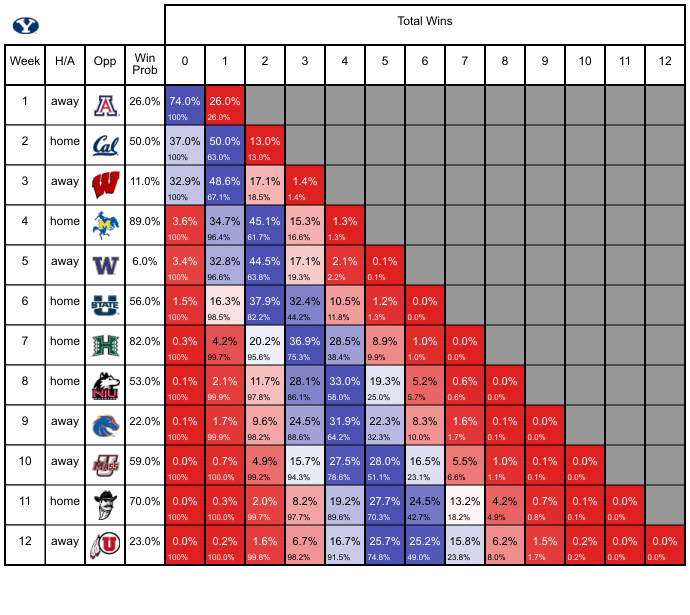 Y
Total Wins
Week H/A Opp Win Prob 0 1 2 3 4 5 6 7 8 9 10 11 12
1 away A 26.0% 74.0% 26.0%
100% 26.0%
2 home Cal 50.0% 37.0% 50.0% 13.0%
100% 63.0% 13.0%
3 away W 11.0% 32.9% 48.6% 17.1% 1.4%
100% 67.1% 18.5% 1.4%
4 home M 89.0% 3.6% 34.7% 45.1% 15.3% 1.3%
100% 96.4% 61.7% 16.6% 1.3%
5 away W 6.0% 3.4% 32.8% 44.5% 17.1% 2.1% 0.1%
100% 96.6% 63.8% 19.3% 2.2% 0.1%
6 home U STATE 56.0% 1.5% 16.3% 37.9% 32.4% 10.5% 1.2% 0.0%
100% 98.5% 82.2% 44.2% 11.8% 1.3% 0.0%
7 home H 82.0% 0.3% 4.2% 20.2% 36.9% 28.5% 8.9% 1.0% 0.0%
100% 99.7% 95.6% 75.3% 38.4% 9.9% 1.0% 0.0%
8 home NIU 53.0% 0.1% 2.1% 11.7% 28.1% 33.0% 19.3% 5.2% 0.6% 0.0%
100% 99.9% 97.8% 86.1% 58.0% 25.0% 5.7% 0.6% 0.0%
9 away 22.0% 0.1% 1.7% 9.6% 24.5% 31.9% 22.3% 8.3% 1.6% 0.1% 0.0%
100% 99.9% 98.2% 88.6% 64.2% 32.3% 10.0% 1.7% 0.1% 0.0%
10 away UMass 59.0% 0.0% 0.7% 4.9% 15.7% 27.5% 28.0% 16.5% 5.5% 1.0% 0.1% 0.0%
100% 100.0% 99.2% 94.3% 78.6% 51.1% 23.1% 6.6% 1.1% 0.1% 0.0%
11 home 70.0% 0.0% 0.3% 2.0% 8.2% 19.2% 27.7% 24.5% 13.2% 4.2% 0.7% 0.1% 0.0%
100% 100.0% 99.7% 97.7% 89.6% 70.3% 42.7% 18.2% 4.9% 0.8% 0.1% 0.0%
12 away U 23.0% 0.0% 0.2% 1.6% 6.7% 16.7% 25.7% 25.2% 15.8% 6.2% 1.5% 0.2% 0.0% 0.0%
100% 100.0% 99.8% 98.2% 91.5% 74.8% 49.0% 23.8% 8.0% 1.7% 0.2% 0.0% 0.0%